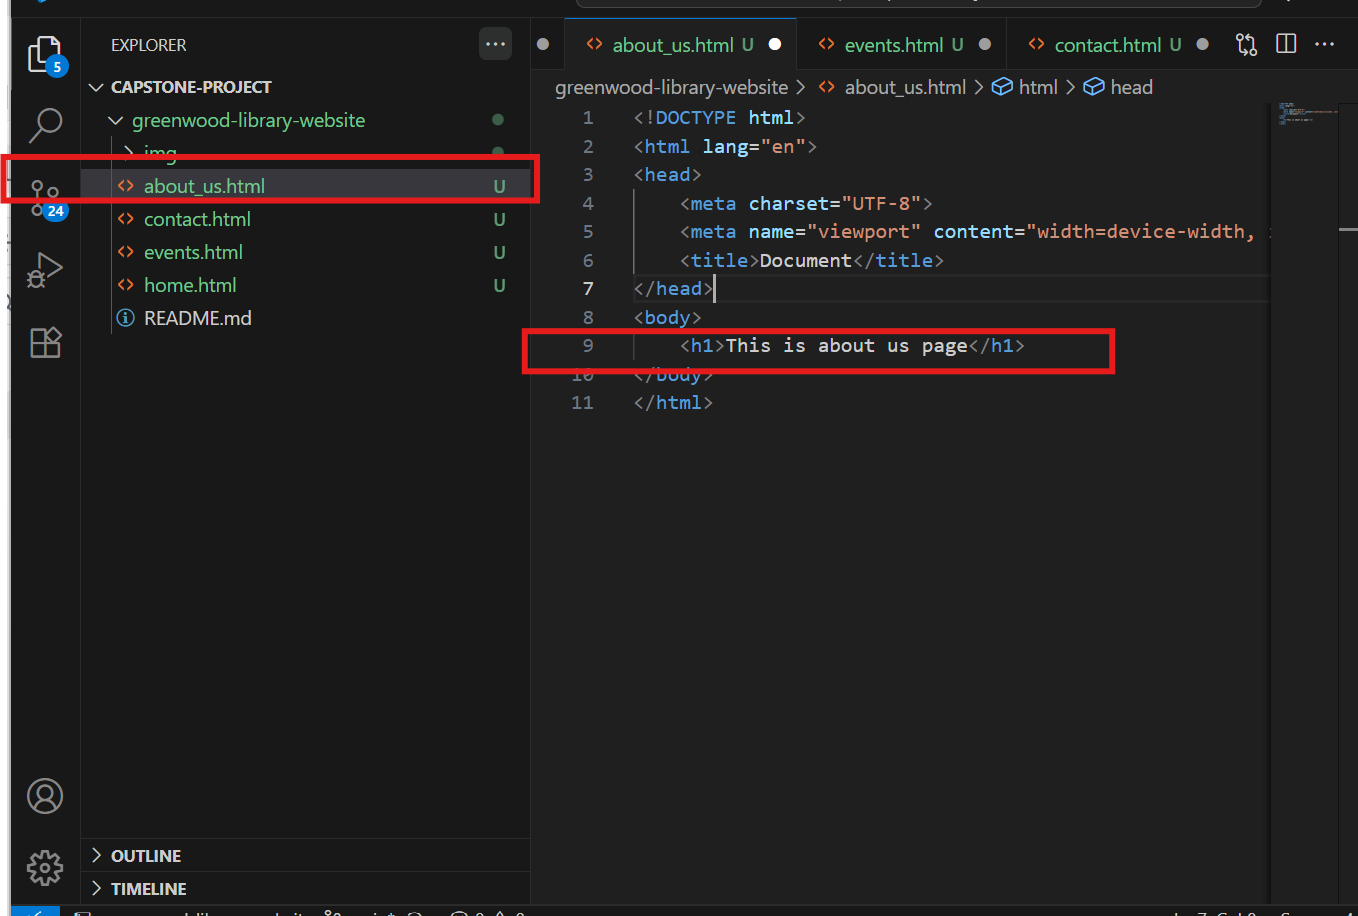 EXPLORER
CAPSTONE-PROJECT
greenwood-library-website
img
about_us.html U
contact.html U
events.html U
home.html U
README.md
OUTLINE
TIMELINE
5
24
about_us.html U
events.html U
contact.html U
greenwood-library-website > about_us.html > html > head
1 <!DOCTYPE html>
2 <html lang="en">
3 <head>
4 <meta charset="UTF-8">
5 <meta name="viewport" content="width=device-width,
6 <title>Document</title>
7 </head>
8 <body>
9 <h1>This is about us page</h1>
10 </body>
11 </html>